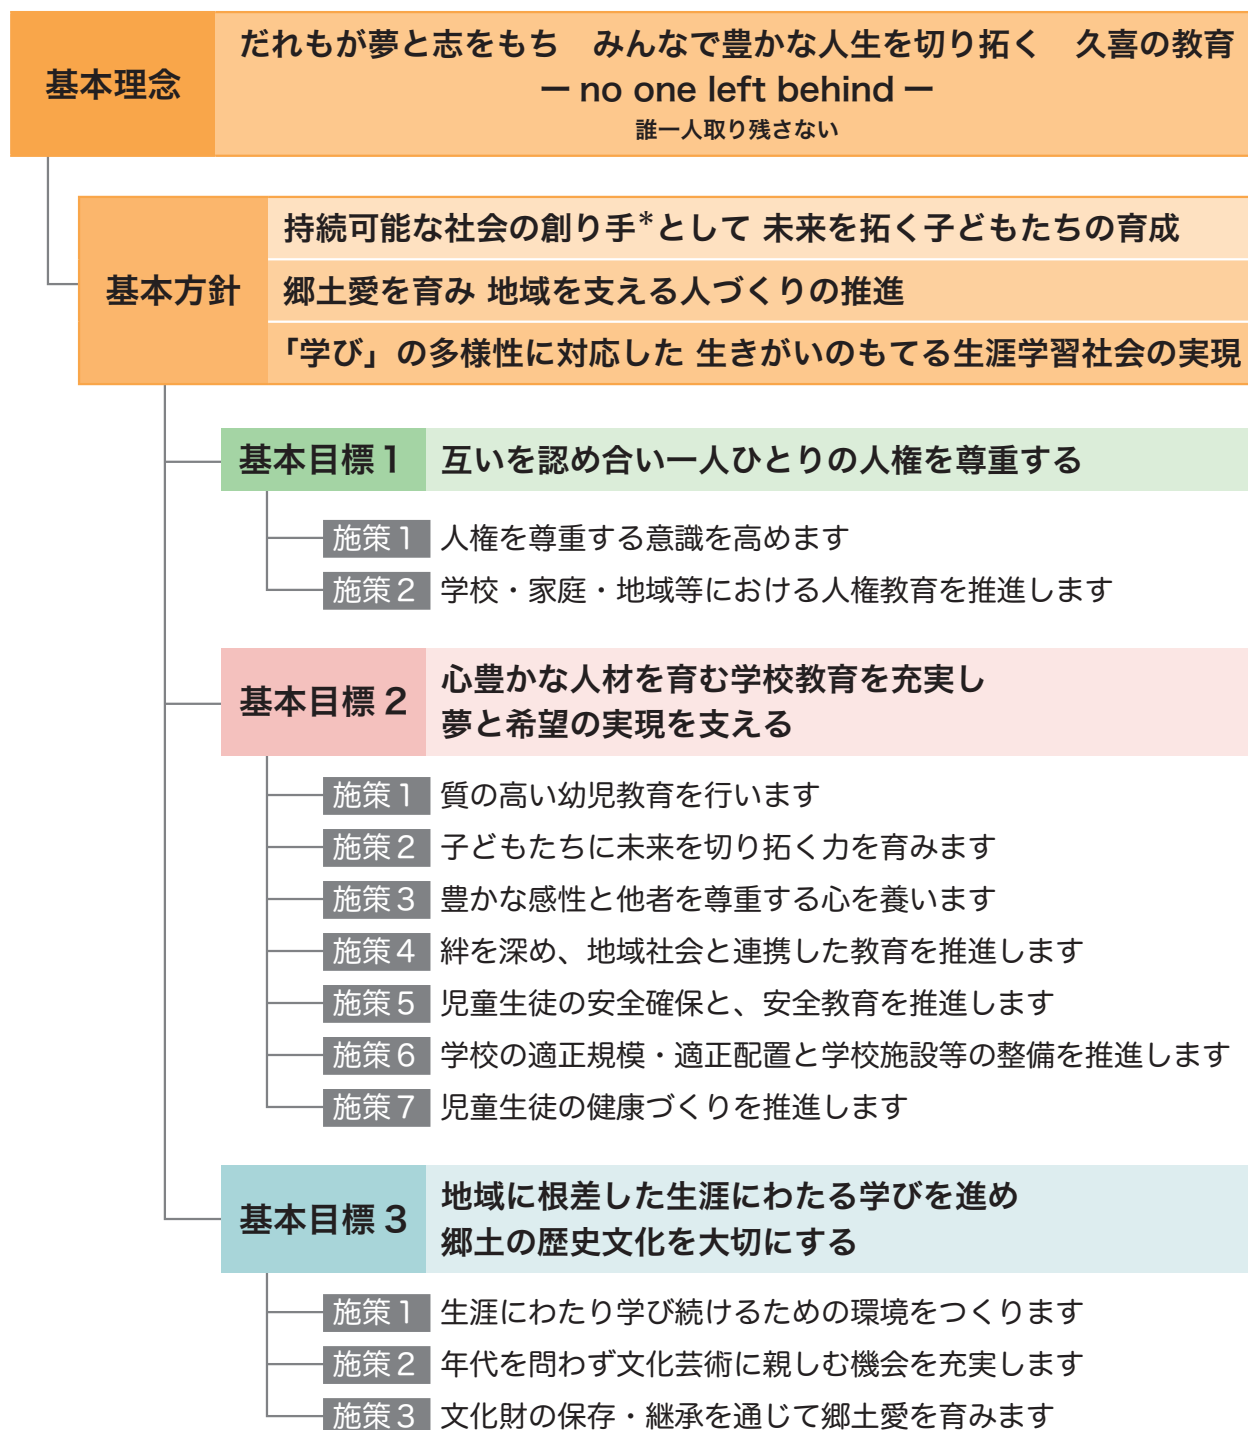 基本理念
だれもが夢と志をもち　みんなで豊かな人生を切り拓く　久喜の教育
ー no one left behind ー
誰一人取り残さない
基本方針
持続可能な社会の創り手*として 未来を拓く子どもたちの育成
郷土愛を育み 地域を支える人づくりの推進
「学び」の多様性に対応した 生きがいのもてる生涯学習社会の実現
基本目標1 互いを認め合い一人ひとりの人権を尊重する
施策1 人権を尊重する意識を高めます
施策2 学校・家庭・地域等における人権教育を推進します
基本目標2
心豊かな人材を育む学校教育を充実し
夢と希望の実現を支える
施策1 質の高い幼児教育を行います
施策2 子どもたちに未来を切り拓く力を育みます
施策3 豊かな感性と他者を尊重する心を養います
施策4 絆を深め、地域社会と連携した教育を推進します
施策5 児童生徒の安全確保と、安全教育を推進します
施策6 学校の適正規模・適正配置と学校施設等の整備を推進します
施策7 児童生徒の健康づくりを推進します
基本目標3
地域に根差した生涯にわたる学びを進め
郷土の歴史文化を大切にする
施策1 生涯にわたり学び続けるための環境をつくります
施策2 年代を問わず文化芸術に親しむ機会を充実します
施策3 文化財の保存・継承を通じて郷土愛を育みます